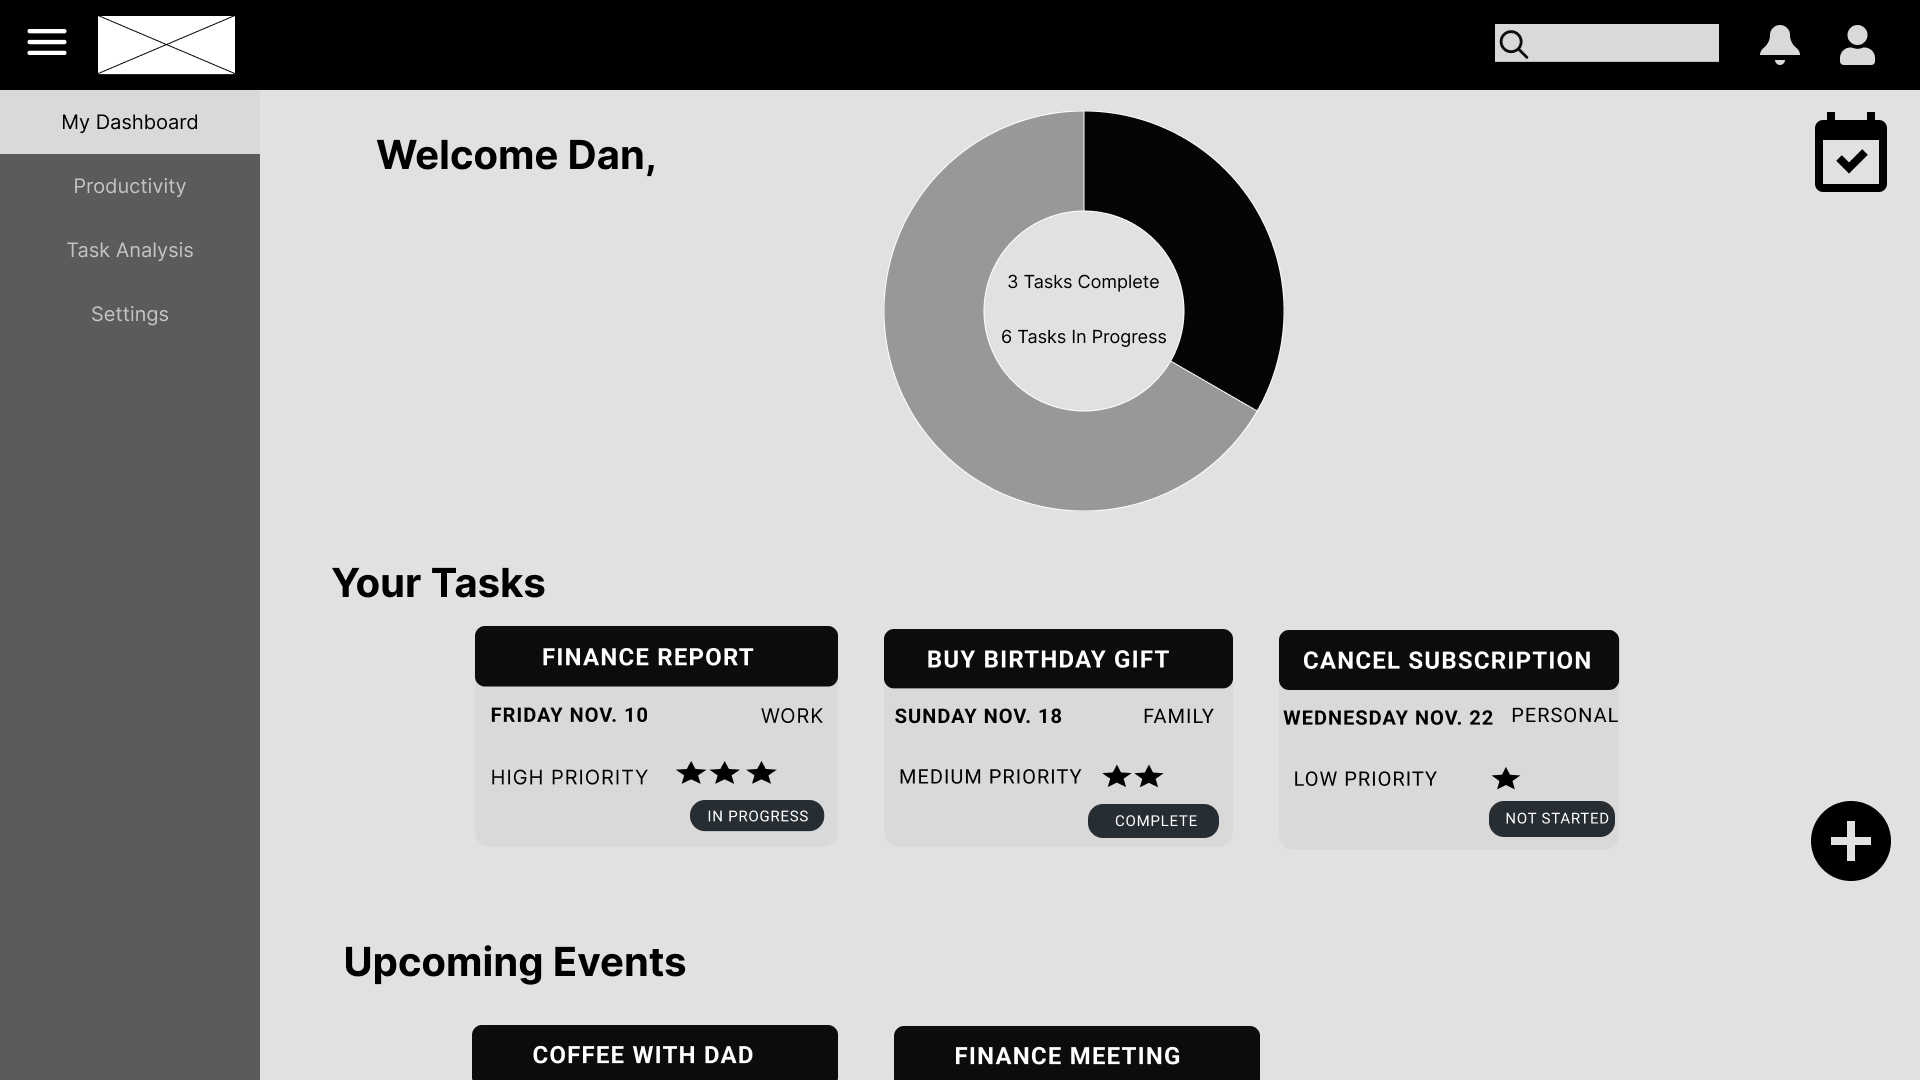 My Dashboard
Productivity
Task Analysis
Settings
Welcome Dan,
3 Tasks Complete
6 Tasks In Progress
Your Tasks
FINANCE REPORT
FRIDAY NOV. 10 WORK
HIGH PRIORITY
IN PROGRESS
BUY BIRTHDAY GIFT
SUNDAY NOV. 18 FAMILY
MEDIUM PRIORITY
COMPLETE
CANCEL SUBSCRIPTION
WEDNESDAY NOV. 22 PERSONAL
LOW PRIORITY
NOT STARTED
Upcoming Events
COFFEE WITH DAD
FINANCE MEETING